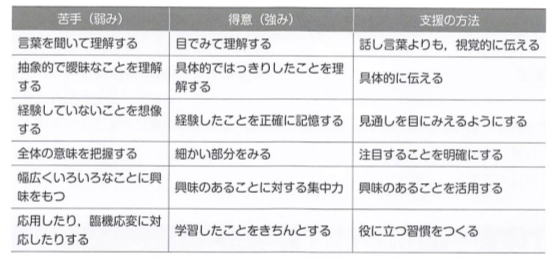 苦手（弱み） 得意（強み） 支援の方法
言葉を聞いて理解する 目でみて理解する 話し言葉よりも，視覚的に伝える
抽象的で曖昧なことを理解
する
具体的ではっきりしたことを理
解する
具体的に伝える
経験していないことを想像
する
経験したことを正確に記憶する
見通しを目にみえるようにする
全体の意味を把握する 細かい部分をみる 注目することを明確にする
幅広くいろいろなことに興
味をもつ
興味のあることに対する集中力
興味のあることを活用する
応用したり，臨機応変に対
応したりする
学習したことをきちんとする
役に立つ習慣をつくる